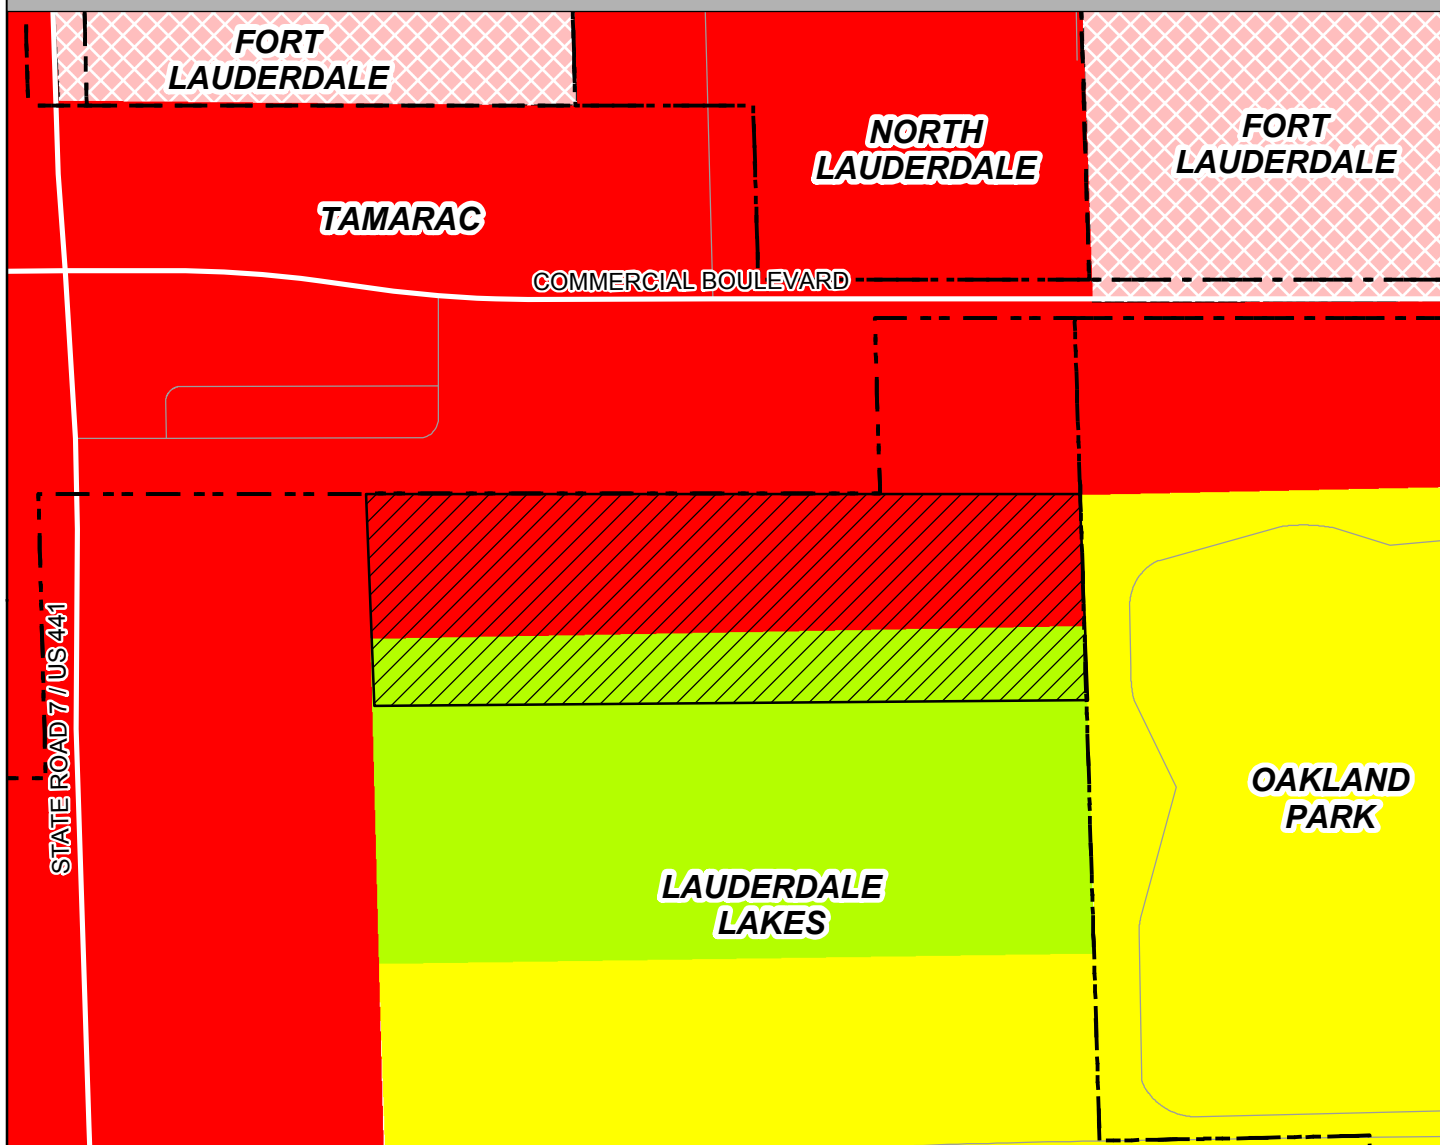 FORT
LAUDERDALE
NORTH
LAUDERDALE
FORT
LAUDERDALE
TAMARAC
COMMERCIAL BOULEVARD
STATE ROAD 7 / US 441
OAKLAND
PARK
LAUDERDALE
LAKES